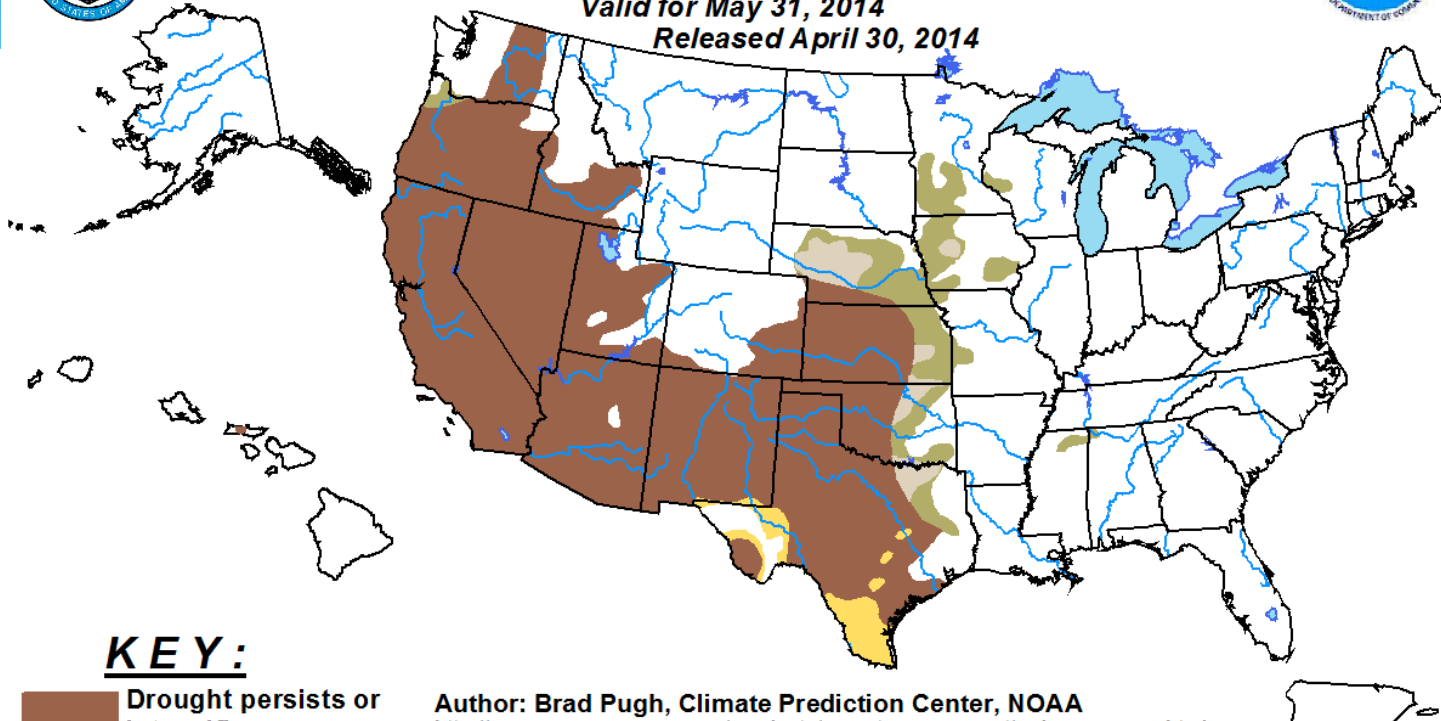 Valid for May 31, 2014
Released April 30, 2014
KEY:
Drought persists or
Author: Brad Pugh, Climate Prediction Center, NOAA